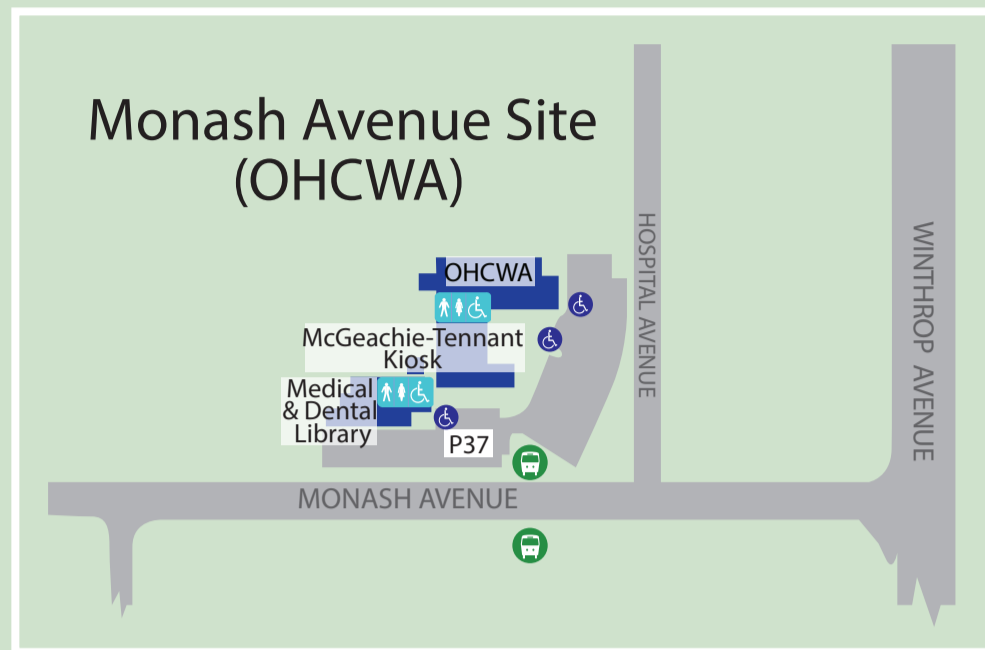 Monash Avenue Site
(OHCWA)
OHCWA
McGeachie-Tennant
Kiosk
Medical
& Dental
Library
P37
MONASH AVENUE
HOSPITAL AVENUE
WINTHROP AVENUE